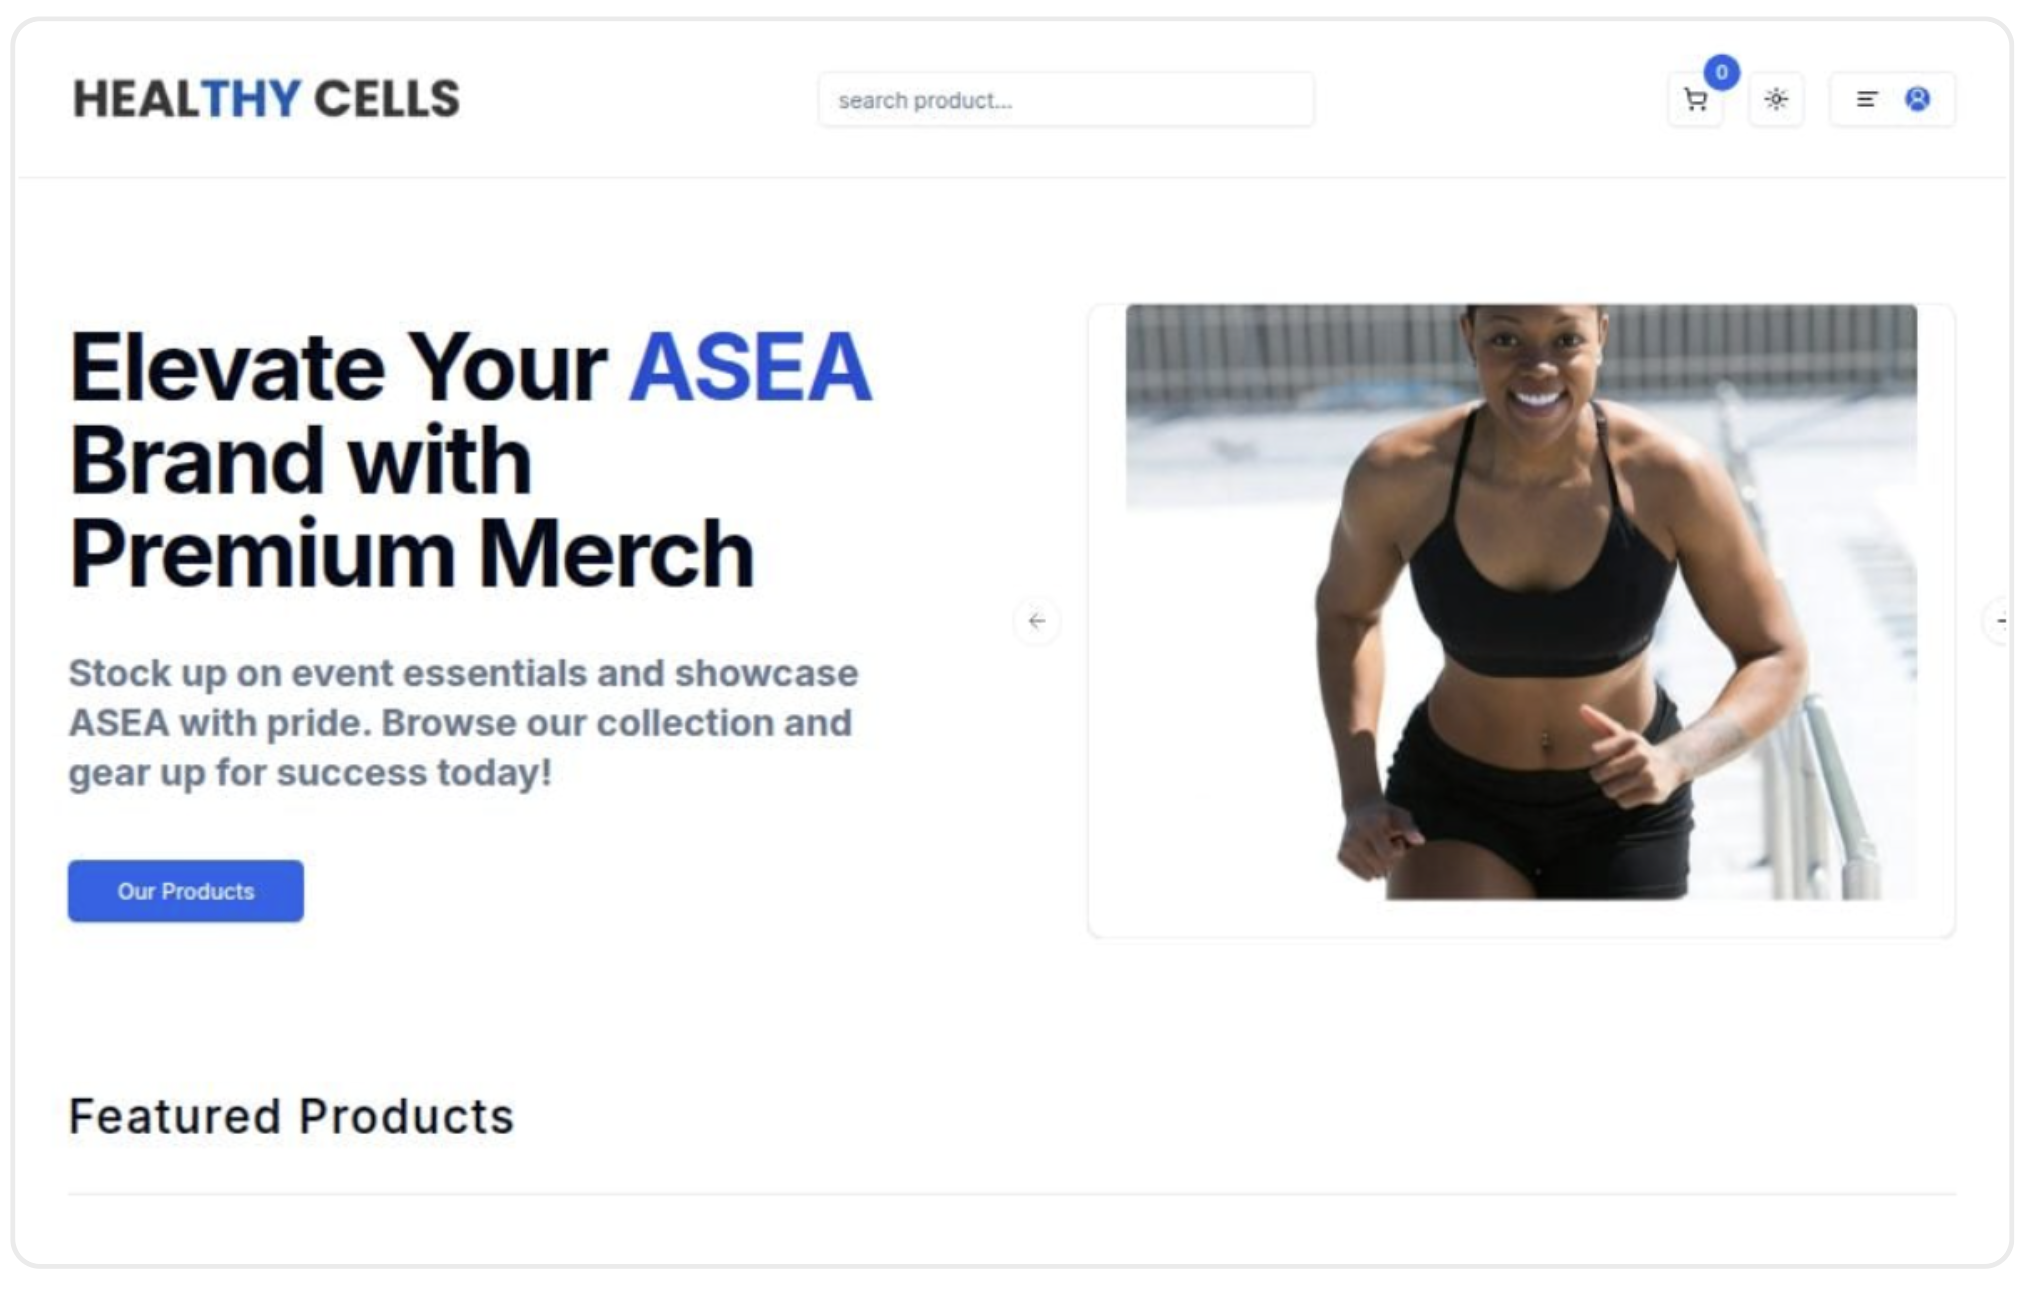 HEALTHY CELLS
search product...
0
Elevate Your ASEA
Brand with
Premium Merch
Stock up on event essentials and showcase
ASEA with pride. Browse our collection and
gear up for success today!
Our Products
Featured Products